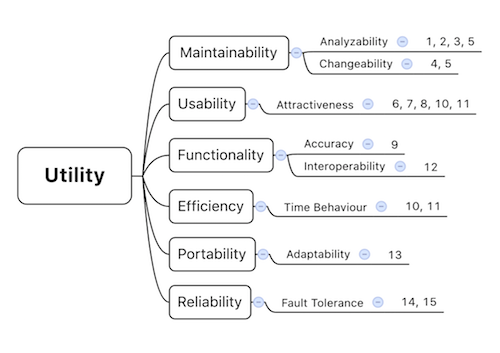 Utility
Maintainability
Analyzability 1, 2, 3, 5
Changeability 4, 5
Usability
Attractiveness 6, 7, 8, 10, 11
Functionality
Accuracy 9
Interoperability 12
Efficiency
Time Behaviour 10, 11
Portability
Adaptability 13
Reliability
Fault Tolerance 14, 15